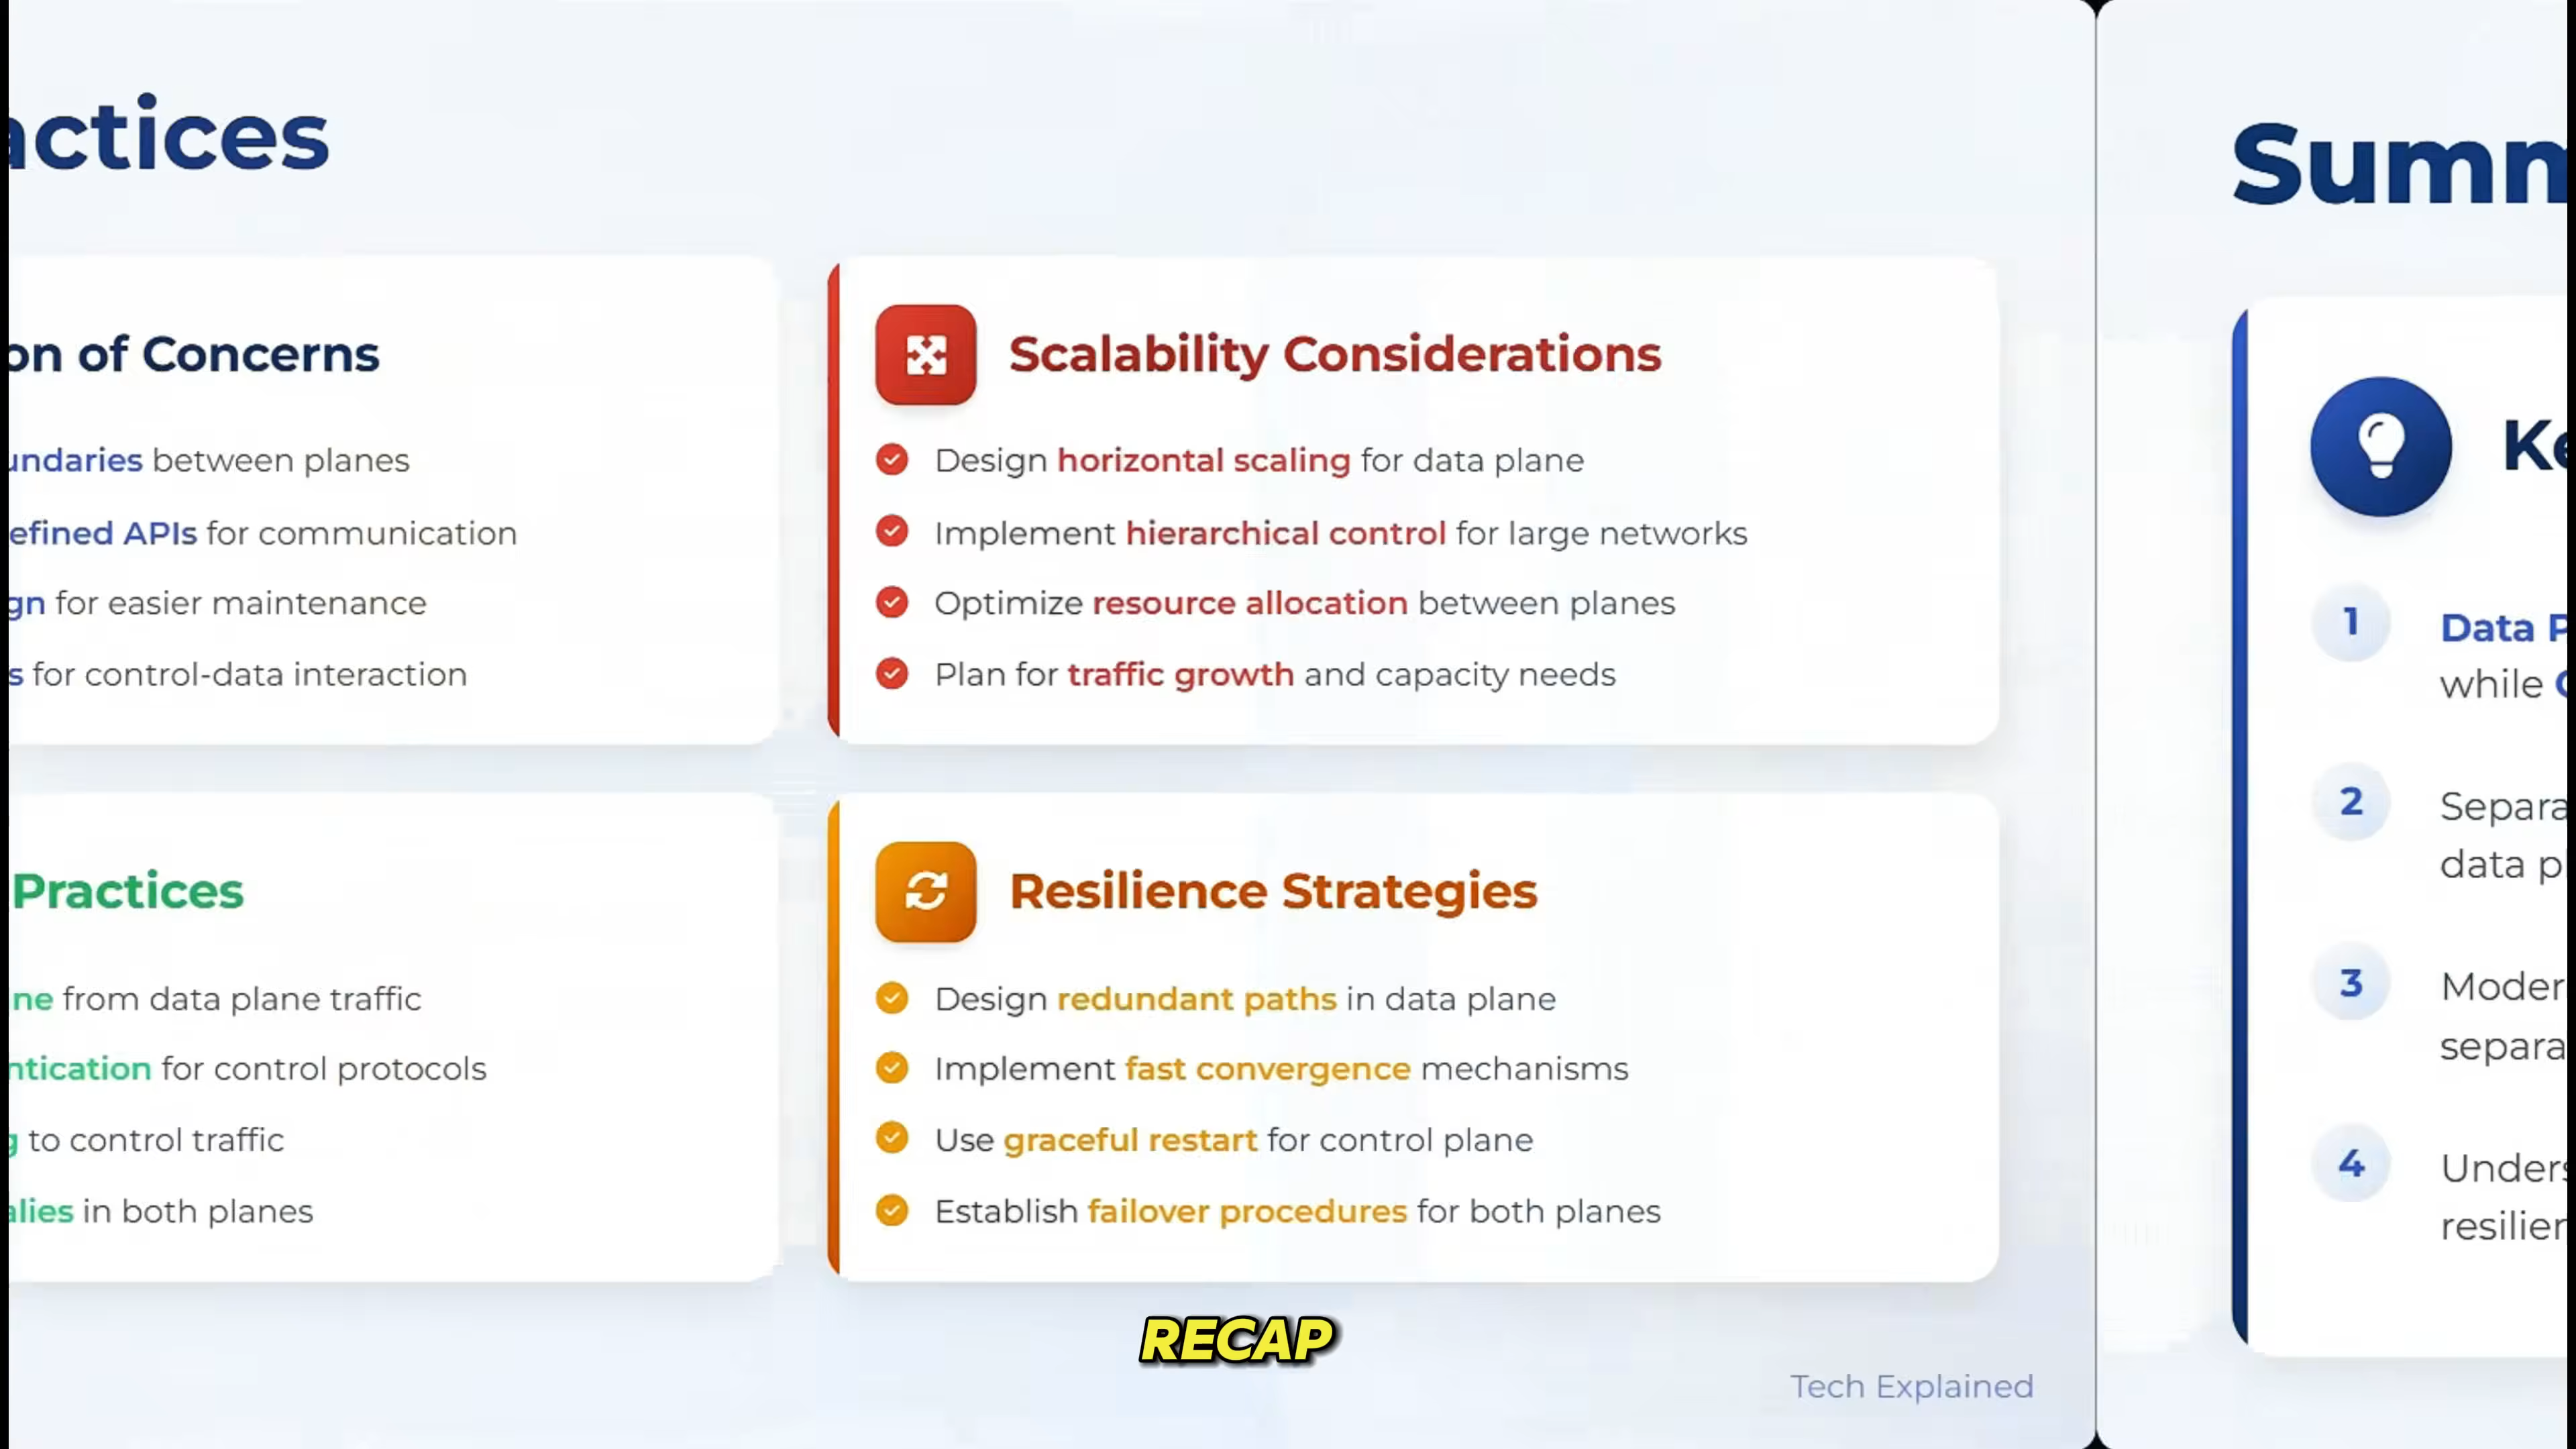 actices
on of Concerns
undaries between planes
efined APIs for communication
gn for easier maintenance
s for control-data interaction
Scalability Considerations
Design horizontal scaling for data plane
Implement hierarchical control for large networks
Optimize resource allocation between planes
Plan for traffic growth and capacity needs
Practices
ne from data plane traffic
ntication for control protocols
g to control traffic
alies in both planes
Resilience Strategies
Design redundant paths in data plane
Implement fast convergence mechanisms
Use graceful restart for control plane
Establish failover procedures for both planes
RECAP
Tech Explained
Summ
Ke
1
Data P
while C
2
Separa
data pl
3
Moder
separa
4
Unders
resilien